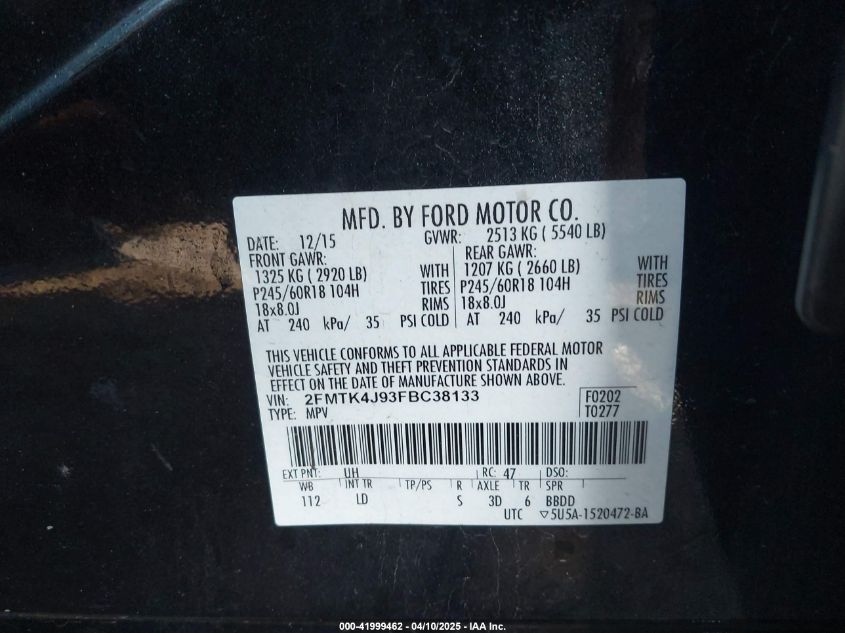 MFD. BY FORD MOTOR CO.
DATE: 12/15 GVWR: 2513 KG ( 5540 LB)
FRONT GAWR: REAR GAWR:
1325 KG ( 2920 LB) WITH 1207 KG ( 2660 LB) WITH
P245/60R18 104H TIRES P245/60R18 104H TIRES
18x8.0J RIMS 18x8.0J RIMS
AT 240 kPa/ 35 PSI COLD AT 240 kPa/ 35 PSI COLD
THIS VEHICLE CONFORMS TO ALL APPLICABLE FEDERAL MOTOR
VEHICLE SAFETY AND THEFT PREVENTION STANDARDS IN
EFFECT ON THE DATE OF MANUFACTURE SHOWN ABOVE.
VIN: 2FMTK4J93FBC38133 F0202
TYPE: MPV T0277
EXT PNT: UH RC: 47 DSO:
WB INT TR TP/PS R AXLE TR SPR
112 LD S 3D 6 BBDD
UTC ▽5U5A-1520472-BA
000-41999462 - 04/10/2025 - IAA Inc.